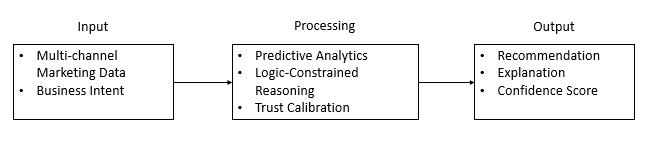 Input
Processing
Output
• Multi-channel
Marketing Data
• Business Intent
• Predictive Analytics
• Logic-Constrained
Reasoning
• Trust Calibration
• Recommendation
• Explanation
• Confidence Score